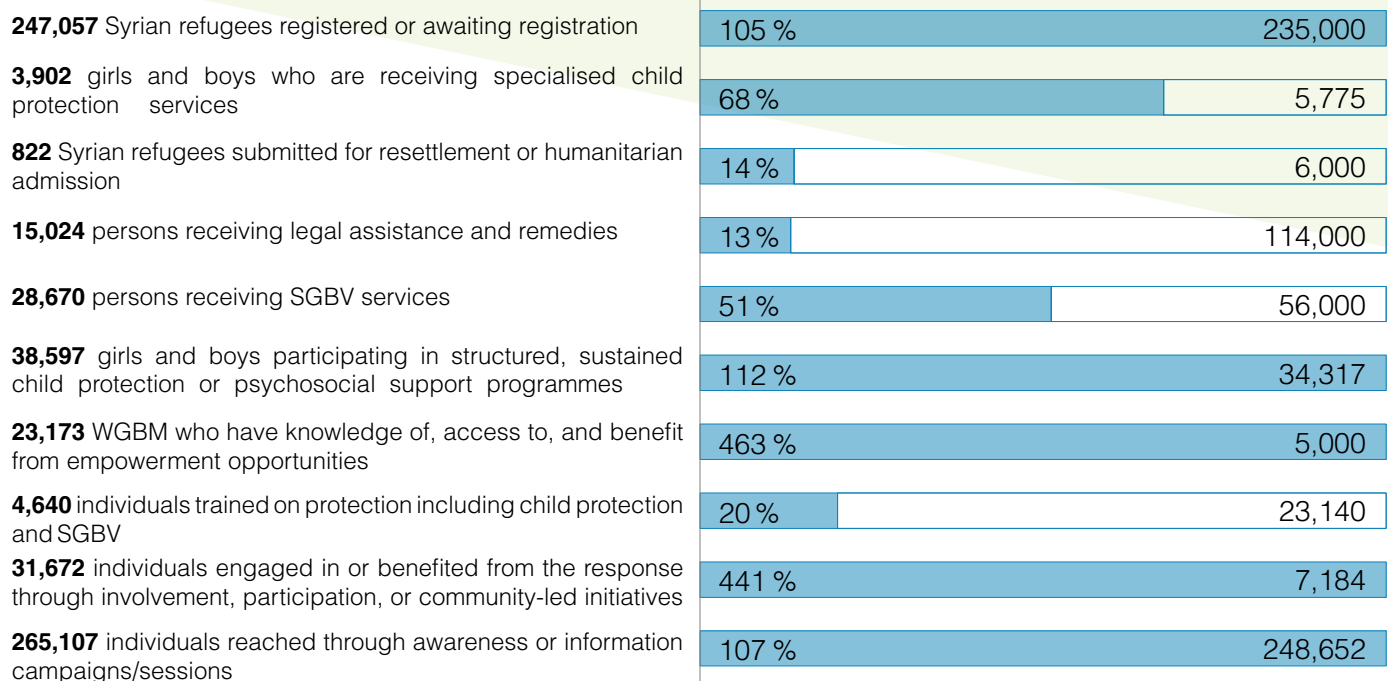 247,057 Syrian refugees registered or awaiting registration
105 % 235,000
3,902 girls and boys who are receiving specialised child
protection services
68 % 5,775
822 Syrian refugees submitted for resettlement or humanitarian
admission
14 % 6,000
15,024 persons receiving legal assistance and remedies
13 % 114,000
28,670 persons receiving SGBV services
51 % 56,000
38,597 girls and boys participating in structured, sustained
child protection or psychosocial support programmes
112 % 34,317
23,173 WGBM who have knowledge of, access to, and benefit
from empowerment opportunities
463 % 5,000
4,640 individuals trained on protection including child protection
and SGBV
20 % 23,140
31,672 individuals engaged in or benefited from the response
through involvement, participation, or community-led initiatives
441 % 7,184
265,107 individuals reached through awareness or information
campaigns/sessions
107 % 248,652